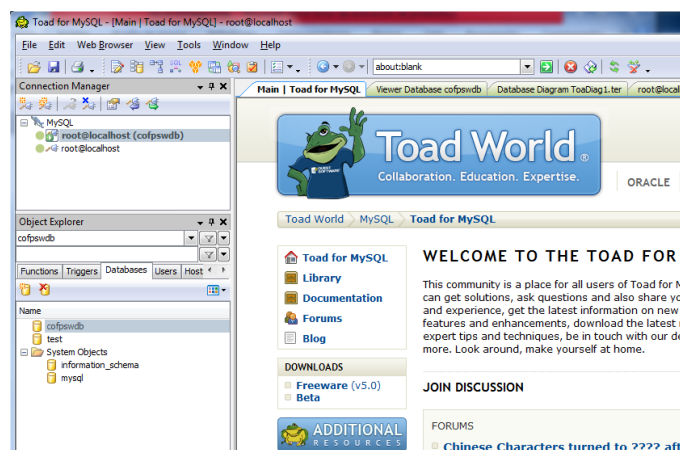 Toad for MySQL - [Main | Toad for MySQL] - root@localhost
File Edit Web Browser View Tools Window Help
about:blank
Connection Manager
MySQL
root@localhost (cofpswdb)
root@localhost
Object Explorer
cofpswdb
Functions Triggers Databases Users Host
Name
cofpswdb
test
System Objects
information_schema
mysql
Main | Toad for MySQL Viewer Database cofpswdb Database Diagram ToaDiag1.ter root@local
QUEST SOFTWARE
Toad World®
Collaboration. Education. Expertise.
ORACLE
Toad World MySQL Toad for MySQL
Toad for MySQL
Library
Documentation
Forums
Blog
DOWNLOADS
Freeware (v5.0)
Beta
ADDITIONAL
RESOURCES
WELCOME TO THE TOAD FOR
This community is a place for all users of Toad for M
can get solutions, ask questions and also share yo
and experience, get the latest information on new
features and enhancements, download the latest
expert tips and techniques, be in touch with our de
more. Look around, make yourself at home.
JOIN DISCUSSION
FORUMS
Chinese Characters turned to ???? aft